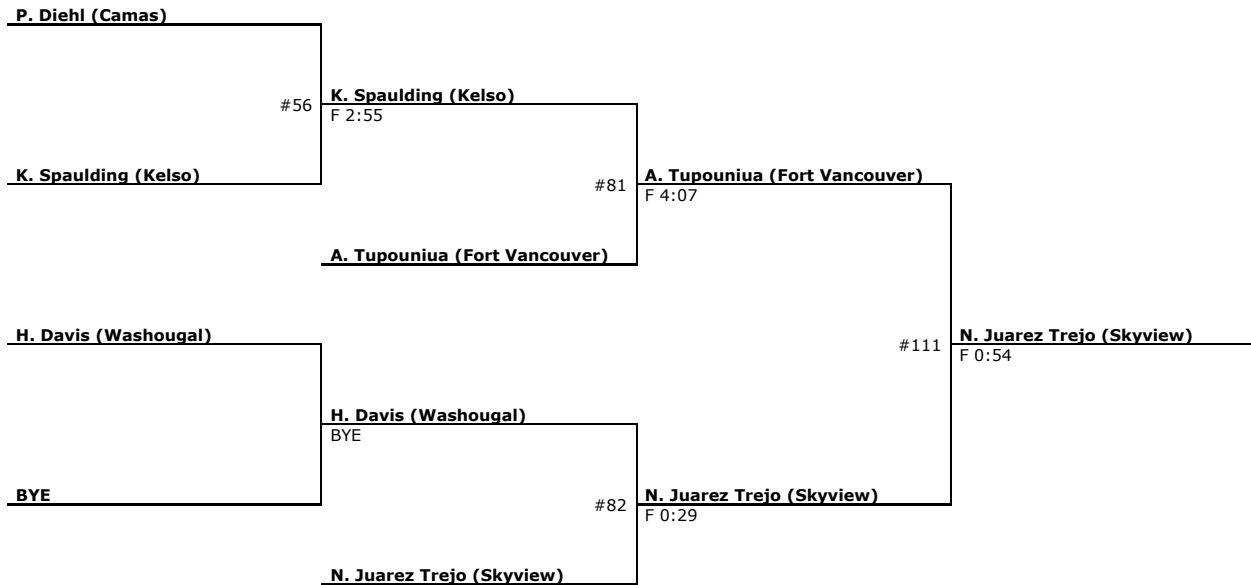 P. Diehl (Camas)
#56
K. Spaulding (Kelso)
F 2:55
K. Spaulding (Kelso)
#81
A. Tupouniua (Fort Vancouver)
F 4:07
A. Tupouniua (Fort Vancouver)
H. Davis (Washougal)
#111
N. Juarez Trejo (Skyview)
F 0:54
H. Davis (Washougal)
BYE
BYE
#82
N. Juarez Trejo (Skyview)
F 0:29
N. Juarez Trejo (Skyview)